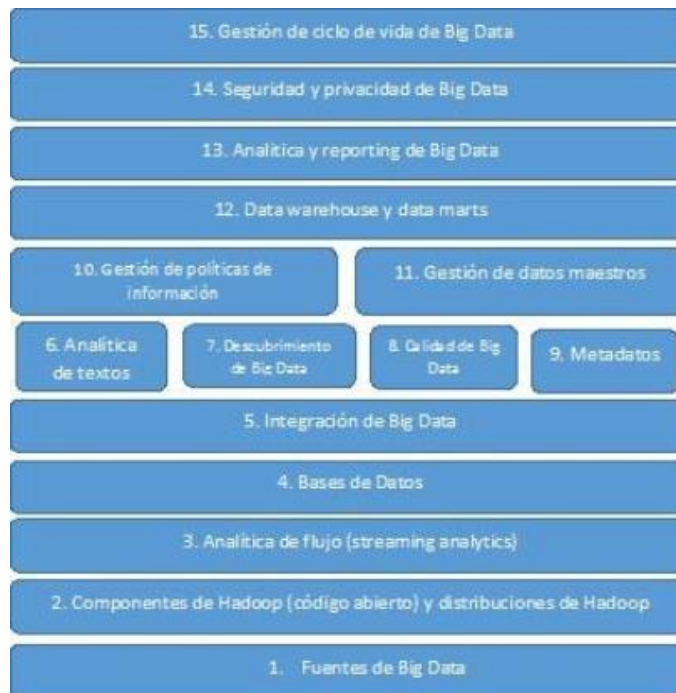 15. Gestión de ciclo de vida de Big Data
14. Seguridad y privacidad de Big Data
13. Analítica y reporting de Big Data
12. Data warehouse y data marts
10. Gestión de políticas de
información
11. Gestión de datos maestros
6. Analítica
de textos
7. Descubrimiento
de Big Data
8. Calidad de Big
Data
9. Metadatos
5. Integración de Big Data
4. Bases de Datos
3. Analítica de flujo (streaming analytics)
2. Componentes de Hadoop (código abierto) y distribuciones de Hadoop
1. Fuentes de Big Data